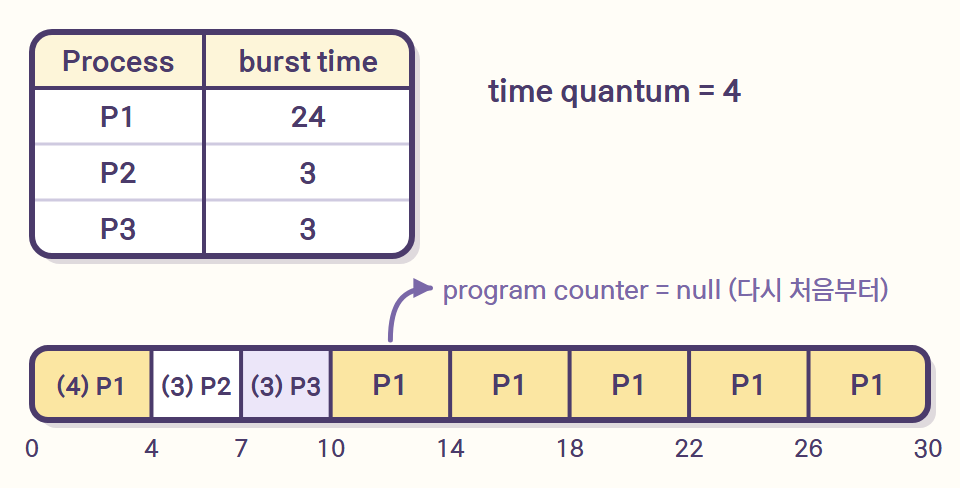 Process burst time
P1 24
P2 3
P3 3
time quantum = 4
program counter = null (다시 처음부터)
(4) P1 (3) P2 (3) P3 P1 P1 P1 P1 P1
0 4 7 10 14 18 22 26 30